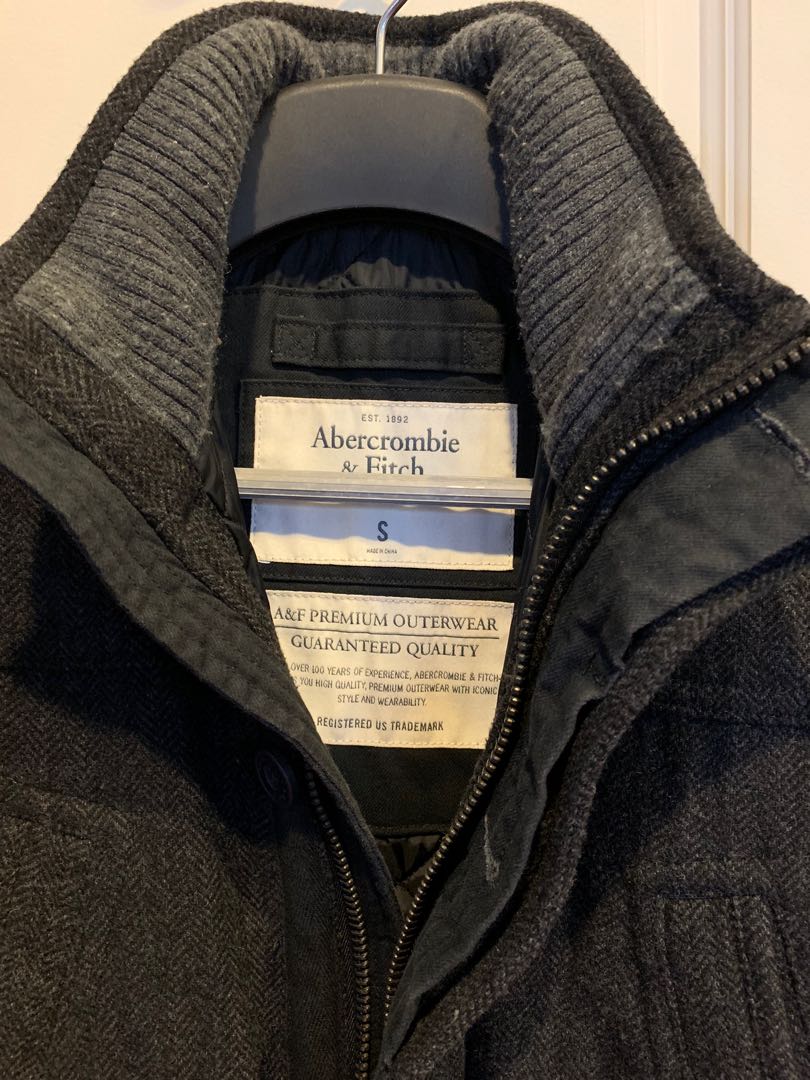 EST. 1892
Abercrombie
& Fitch
S
MADE IN CHINA
A&F PREMIUM OUTERWEAR
GUARANTEED QUALITY
OVER 100 YEARS OF EXPERIENCE, ABERCROMBIE & FITCH
YOU HIGH QUALITY, PREMIUM OUTERWEAR WITH ICONIC
STYLE AND WEARABILITY.
REGISTERED US TRADEMARK